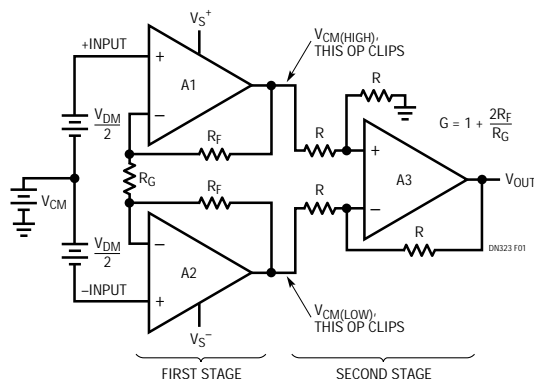 VS+
+INPUT
VCM(HIGH),
THIS OP CLIPS
+
A1
–
R
G = 1 + 2RF
RG
VDM
2
RF
R
+
A3
–
VOUT
RG
VCM
RF
R
VDM
2
–
A2
+
R
DN323 F01
–INPUT
VCM(LOW),
THIS OP CLIPS
VS–
FIRST STAGE
SECOND STAGE